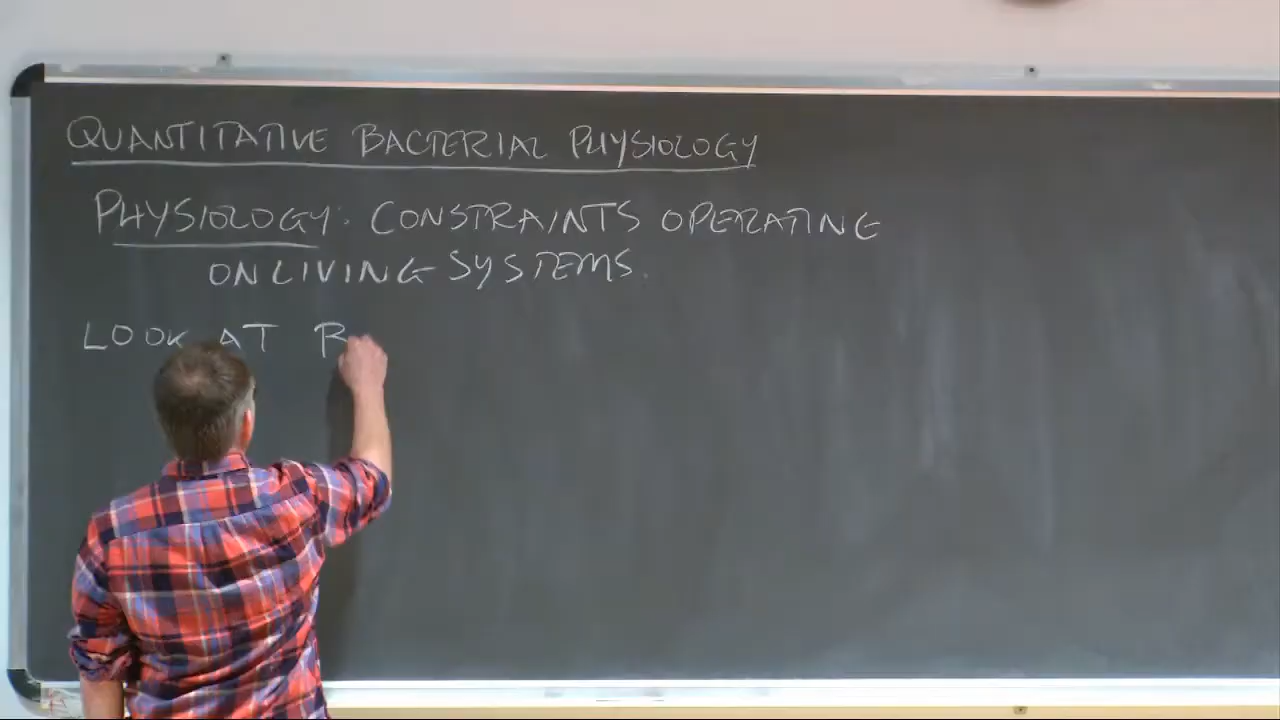 QUANTITATIVE BACTERIAL PHYSIOLOGY
PHYSIOLOGY: CONSTRAINTS OPERATING
ON LIVING SYSTEMS.
LOOK AT